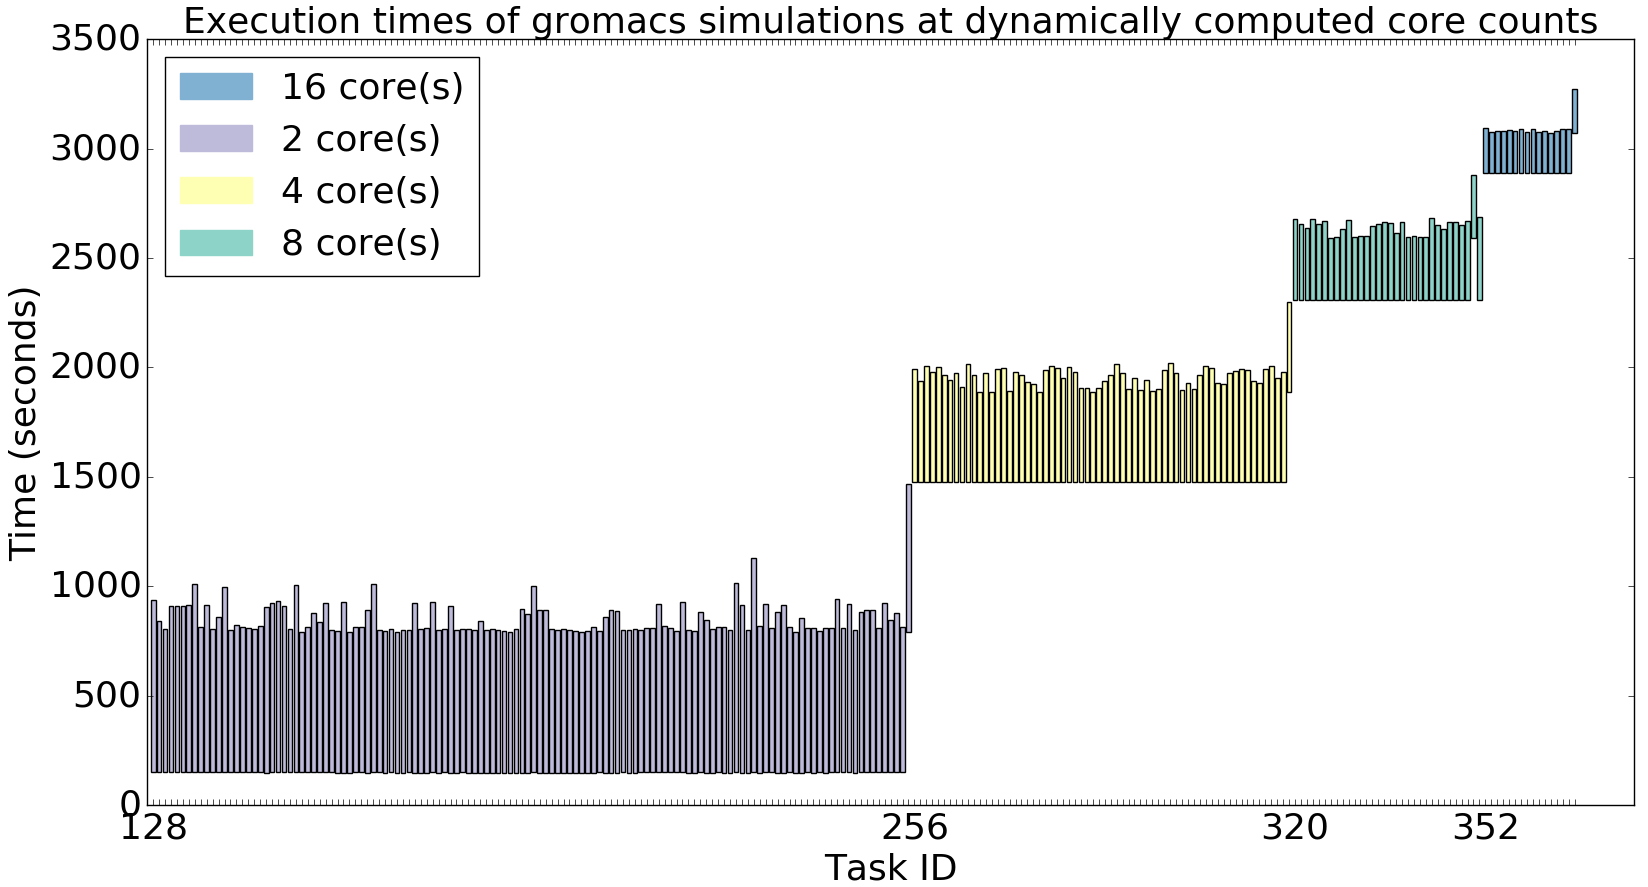 Execution times of gromacs simulations at dynamically computed core counts
3500
3000
2500
2000
1500
1000
500
0
Time (seconds)
16 core(s)
2 core(s)
4 core(s)
8 core(s)
128 256 320 352
Task ID